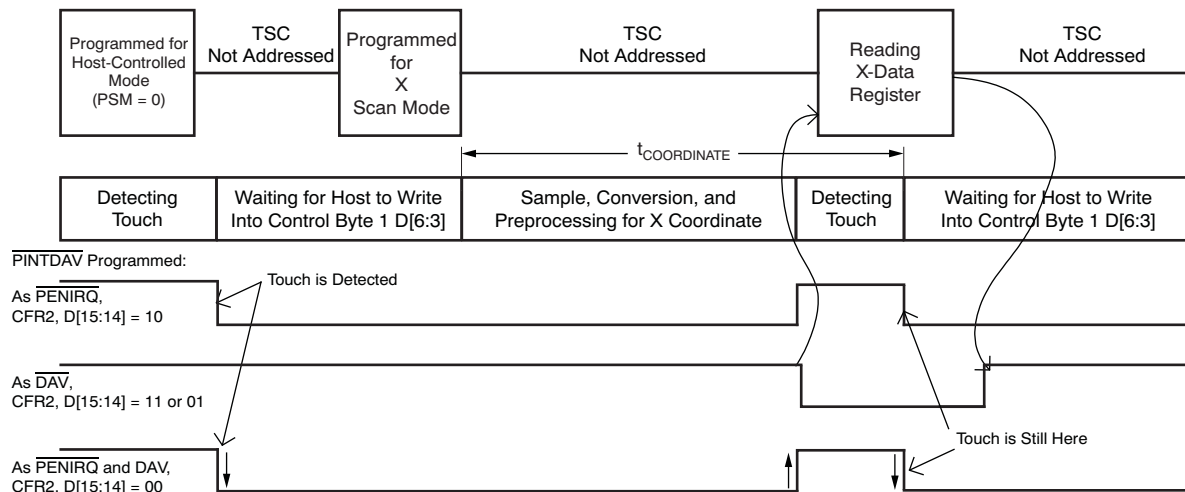 Programmed for
Host-Controlled
Mode
(PSM = 0)
TSC
Not Addressed
Programmed
for
X
Scan Mode
TSC
Not Addressed
Reading
X-Data
Register
TSC
Not Addressed
tCOORDINATE
Detecting
Touch
Waiting for Host to Write
Into Control Byte 1 D[6:3]
Sample, Conversion, and
Preprocessing for X Coordinate
Detecting
Touch
Waiting for Host to Write
Into Control Byte 1 D[6:3]
PINTDAV Programmed:
Touch is Detected
As PENIRQ,
CFR2, D[15:14] = 10
As DAV,
CFR2, D[15:14] = 11 or 01
Touch is Still Here
As PENIRQ and DAV,
CFR2, D[15:14] = 00